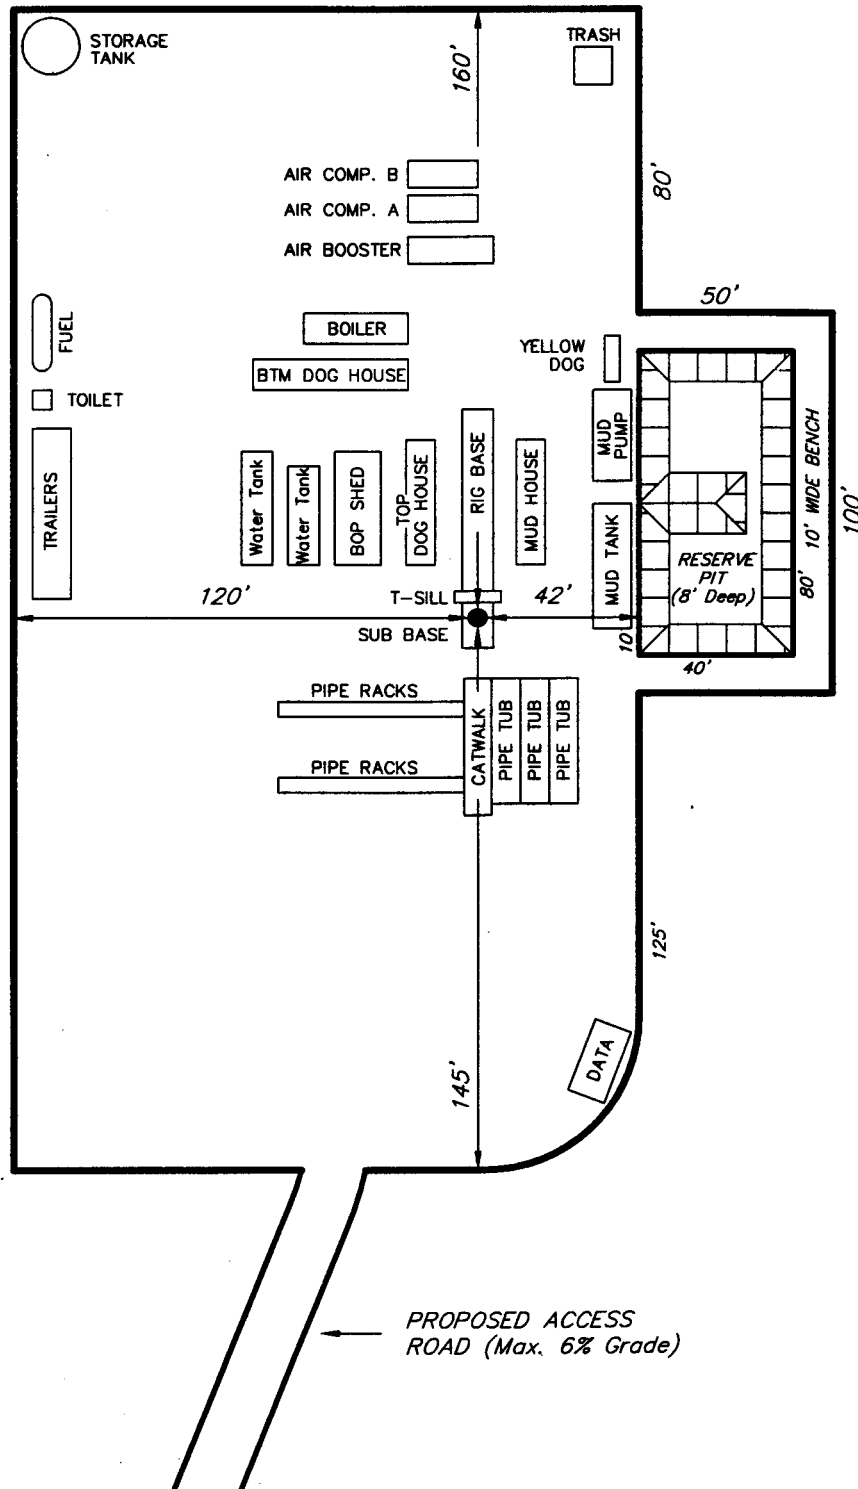 STORAGE
TANK
TRASH
160'
80'
AIR COMP. B
AIR COMP. A
AIR BOOSTER
50'
FUEL
BOILER
YELLOW
DOG
BTM DOG HOUSE
TOILET
TRAILERS
Water Tank
Water Tank
BOP SHED
TOP
DOG HOUSE
RIG BASE
MUD HOUSE
MUD
PUMP
MUD TANK
RESERVE
PIT
(8' Deep)
80'
10' WIDE BENCH
100'
120'
T-SILL
42'
SUB BASE
10'
40'
PIPE RACKS
PIPE RACKS
CATWALK
PIPE TUB
PIPE TUB
PIPE TUB
125'
145'
DATA
PROPOSED ACCESS
ROAD (Max. 6% Grade)